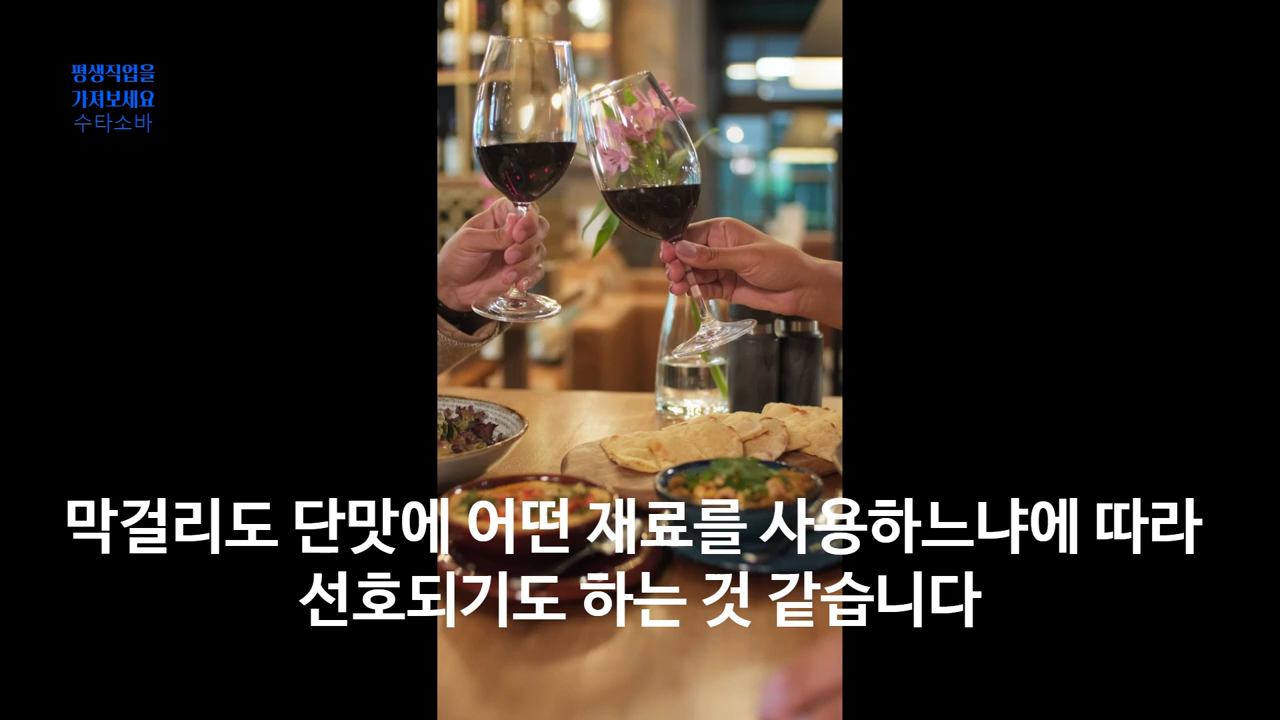 평생직업을
가져보세요
수타소바
막걸리도 단맛에 어떤 재료를 사용하느냐에 따라
선호되기도 하는 것 같습니다